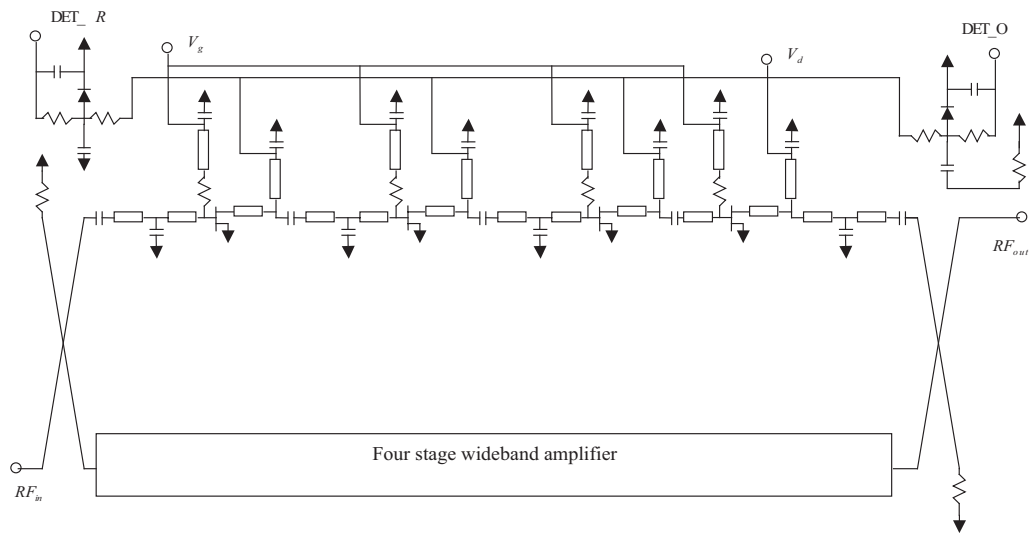 DET_ R
V_g
V_d
DET_O
RF_out
Four stage wideband amplifier
RF_in